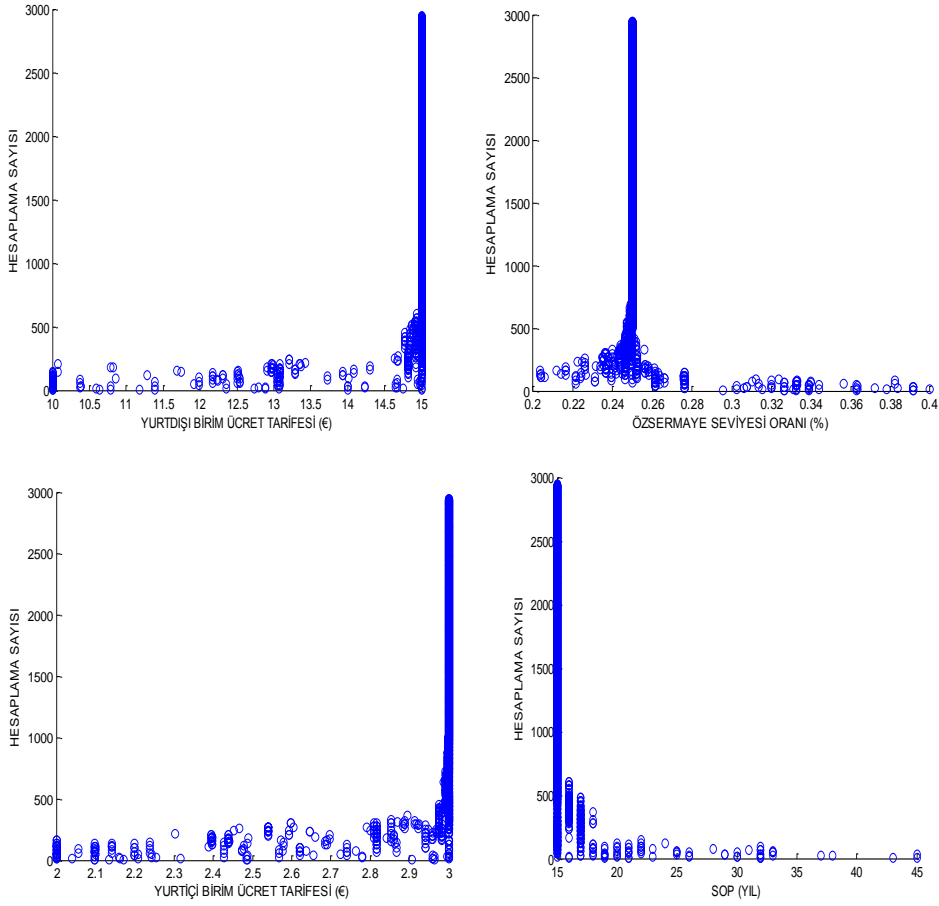 3000
2500
2000
1500
1000
500
0
HESAPLAMA SAYISI
10 10.5 11 11.5 12 12.5 13 13.5 14 14.5 15
YURTDIŞI BİRİM ÜCRET TARİFESİ (€)
3000
2500
2000
1500
1000
500
0
HESAPLAMA SAYISI
0.2 0.22 0.24 0.26 0.28 0.3 0.32 0.34 0.36 0.38 0.4
ÖZSERMAYE SEVİYESİ ORANI (%)
3000
2500
2000
1500
1000
500
0
HESAPLAMA SAYISI
2 2.1 2.2 2.3 2.4 2.5 2.6 2.7 2.8 2.9 3
YURTİÇİ BİRİM ÜCRET TARİFESİ (€)
3000
2500
2000
1500
1000
500
0
HESAPLAMA SAYISI
15 20 25 30 35 40 45
SOP (YIL)